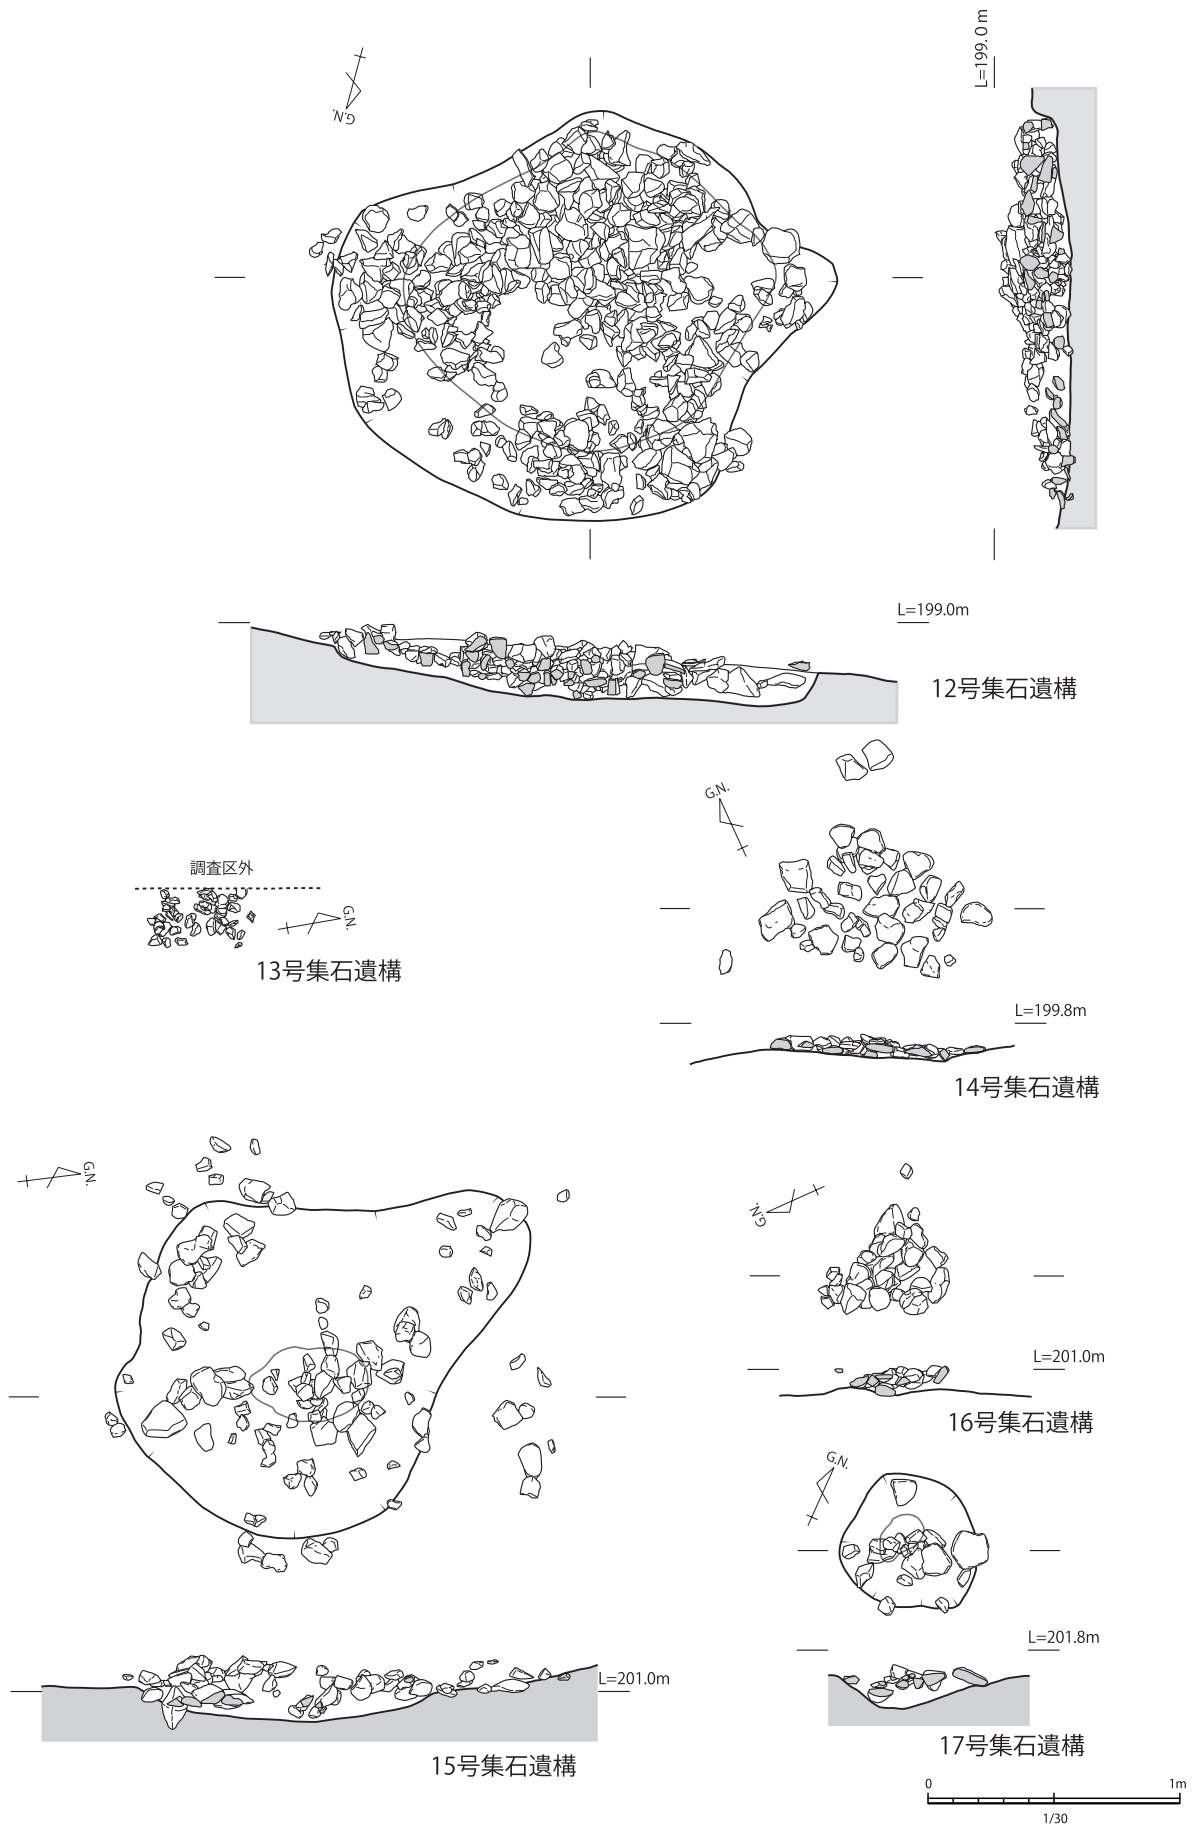 L=199.0m
G.N.
L=199.0m
12号集石遺構
G.N.
調査区外
G.N.
13号集石遺構
L=199.8m
14号集石遺構
G.N.
G.N.
L=201.0m
16号集石遺構
G.N.
L=201.8m
L=201.0m
17号集石遺構
15号集石遺構
0 1m
1/30